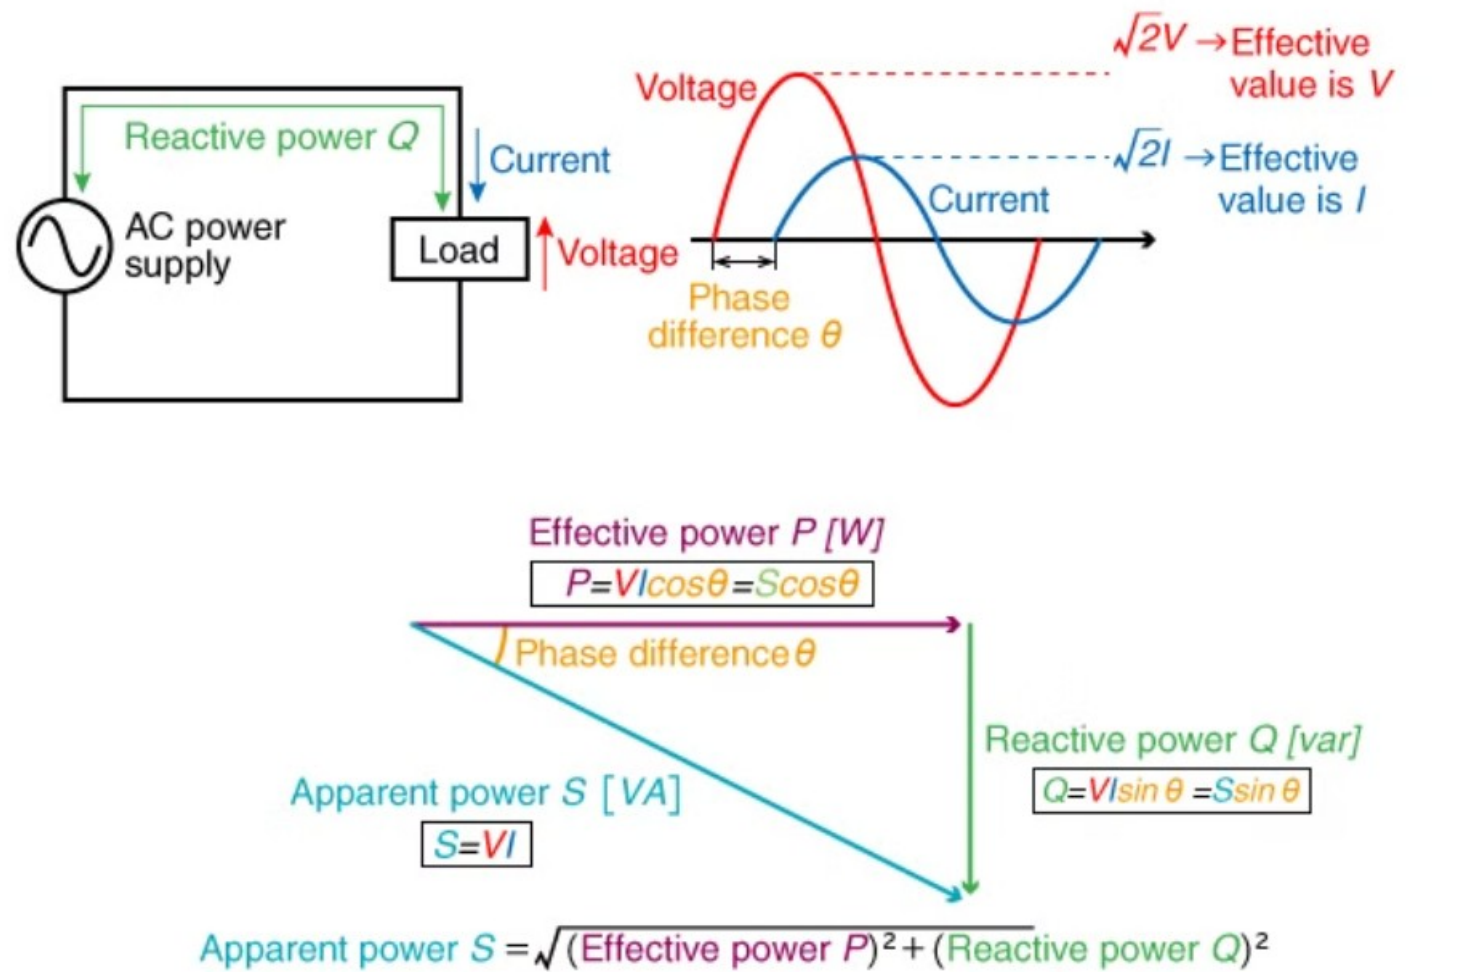 √2V →Effective
value is V
Voltage
Reactive power Q
Current
√2I →Effective
value is I
Current
AC power
supply
Load
Voltage
Phase
difference θ
Effective power P [W]
P=VIcosθ=Scosθ
Phase difference θ
Reactive power Q [var]
Q=VIsin θ =Ssin θ
Apparent power S [VA]
S=VI
Apparent power S =√(Effective power P)²+(Reactive power Q)²